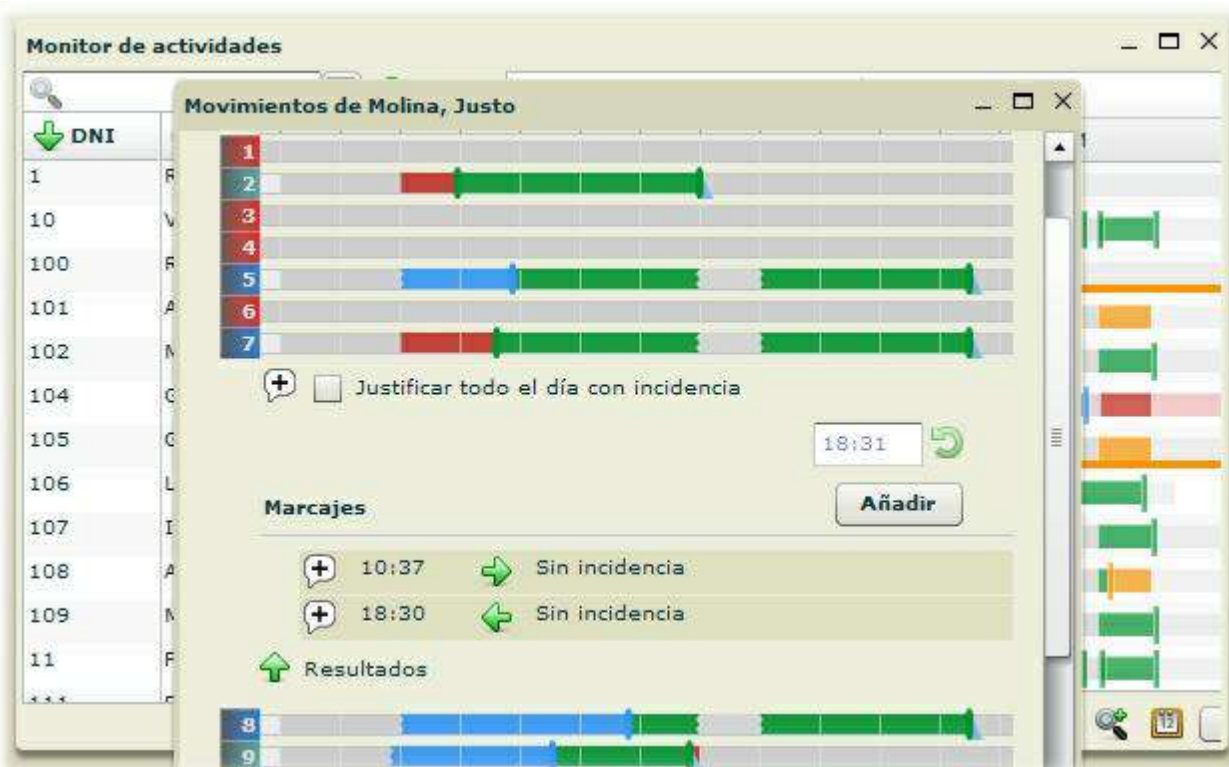 Monitor de actividades
Movimientos de Molina, Justo
DNI
1
10
100
101
102
104
105
106
107
108
109
11
1
2
3
4
5
6
7
Justificar todo el día con incidencia
18:31
Marcajes
Añadir
10:37 Sin incidencia
18:30 Sin incidencia
Resultados
8
9
12